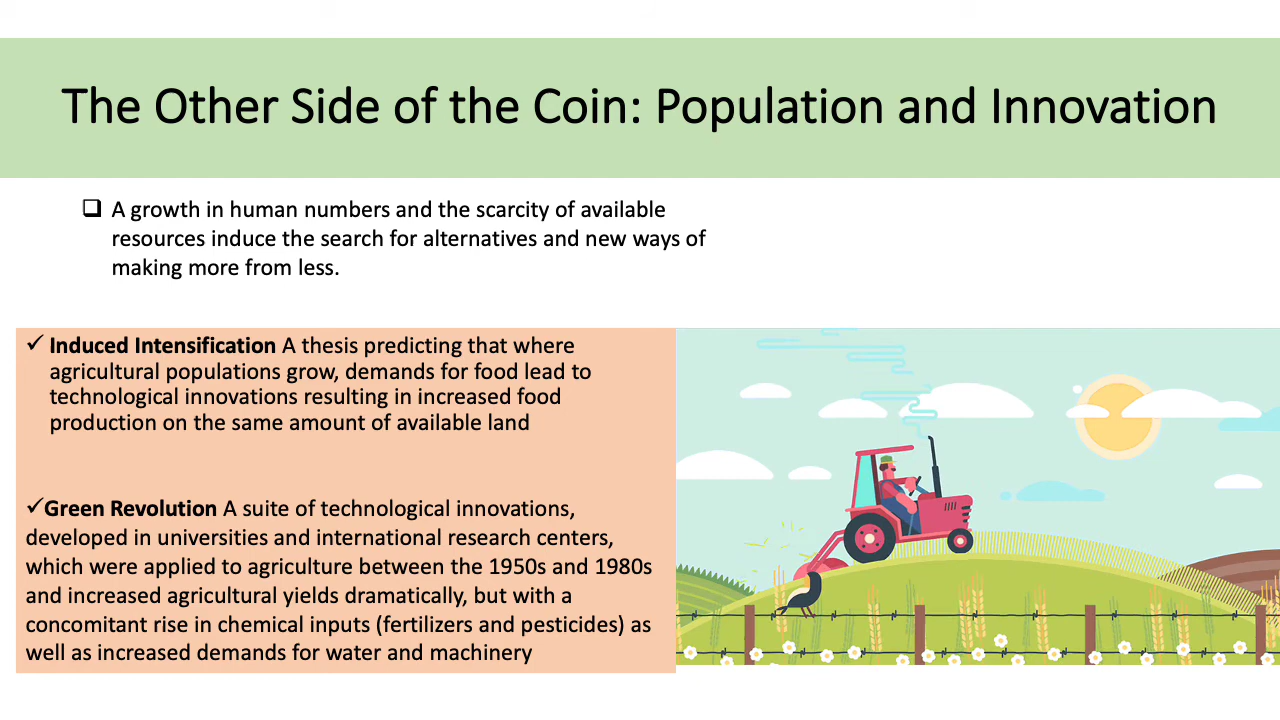 The Other Side of the Coin: Population and Innovation
❑ A growth in human numbers and the scarcity of available
resources induce the search for alternatives and new ways of
making more from less.
✓ Induced Intensification A thesis predicting that where
agricultural populations grow, demands for food lead to
technological innovations resulting in increased food
production on the same amount of available land
✓Green Revolution A suite of technological innovations,
developed in universities and international research centers,
which were applied to agriculture between the 1950s and 1980s
and increased agricultural yields dramatically, but with a
concomitant rise in chemical inputs (fertilizers and pesticides) as
well as increased demands for water and machinery